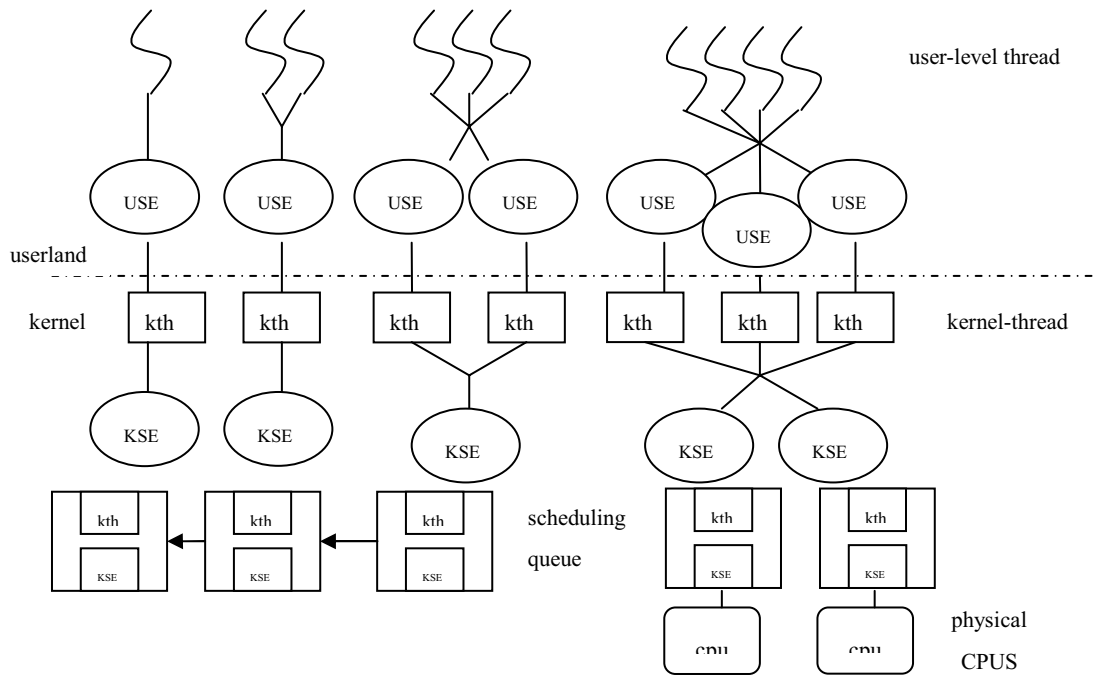 user-level thread
USE
USE
USE
USE
USE
USE
USE
userland
kernel
kth
kth
kth
kth
kth
kth
kth
kernel-thread
KSE
KSE
KSE
KSE
KSE
kth
kth
kth
scheduling
queue
kth
kth
KSE
KSE
KSE
KSE
KSE
cpu
cpu
physical
CPUS